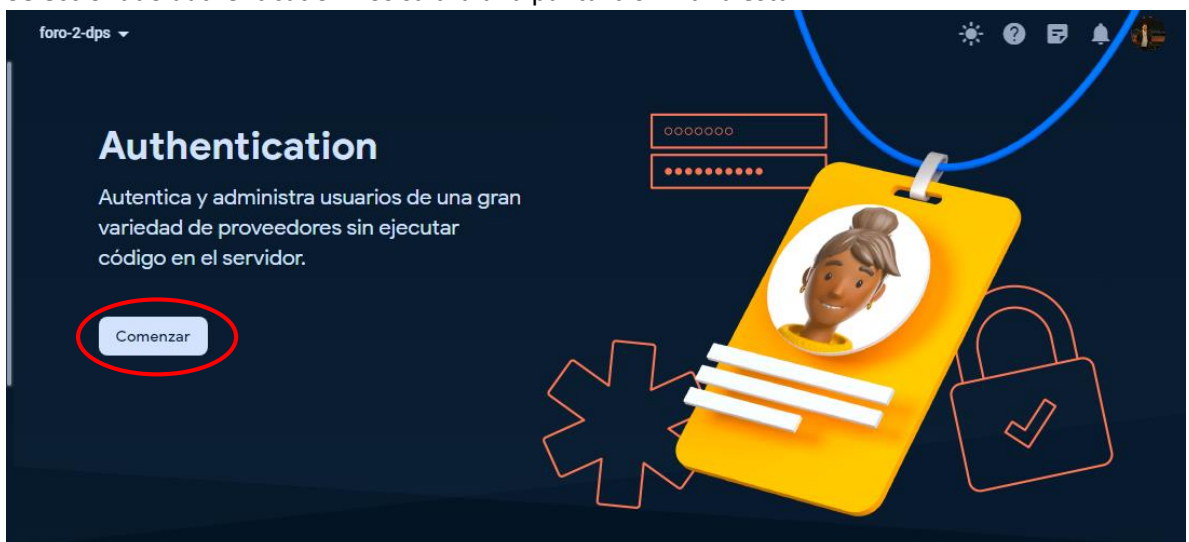 foro-2-dps
Authentication
Autentica y administra usuarios de una gran
variedad de proveedores sin ejecutar
código en el servidor.
Comenzar